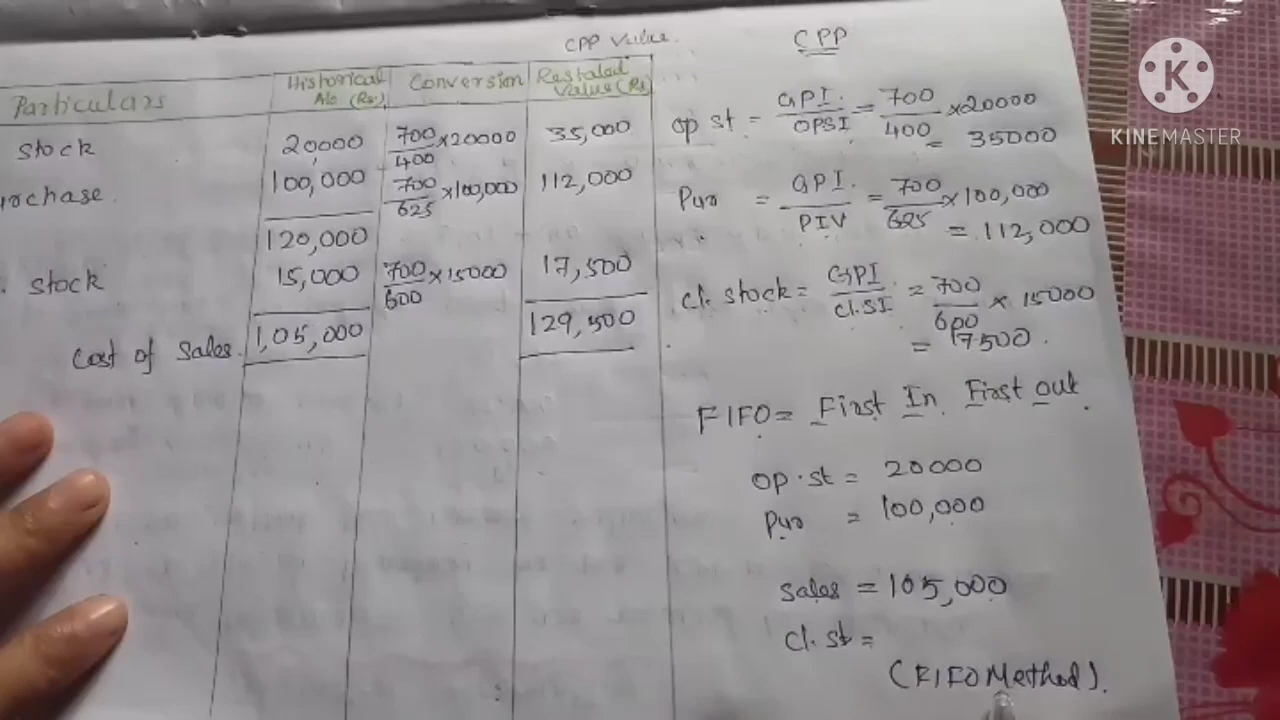 CPP Value.
Particulars Historical A/c (Rs.) Conversion Restated Value (Rs)
stock 20000 700/400 ×20000 35,000
urchase. 100,000 700/625 ×100,000 112,000
120,000
. stock 15,000 700/600 ×15000 17,500
Cost of Sales. 1,05,000 129,500
CPP
Op st = GPI./OPSI = 700/400 ×20000
= 35000
Pur = GPI./PIV = 700/625 ×100,000
= 112,000
Cl. stock = GPI/Cl.SI = 700/600 × 15000
= 17500.
FIFO = First In First Out.
Op.st = 20000
Pur = 100,000
Sales = 105,000
Cl. st =
(FIFO Method).
K
KINEMASTER